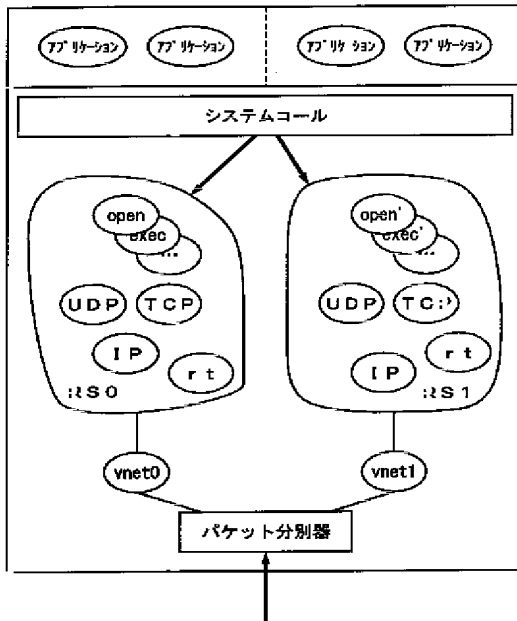 アプリケーション アプリケーション アプリケーション アプリケーション
システムコール
open
exec
...
open'
exec'
...
UDP TCP
UDP
IP
rt
IP
rt
vnet0
vnet1
パケット分別器